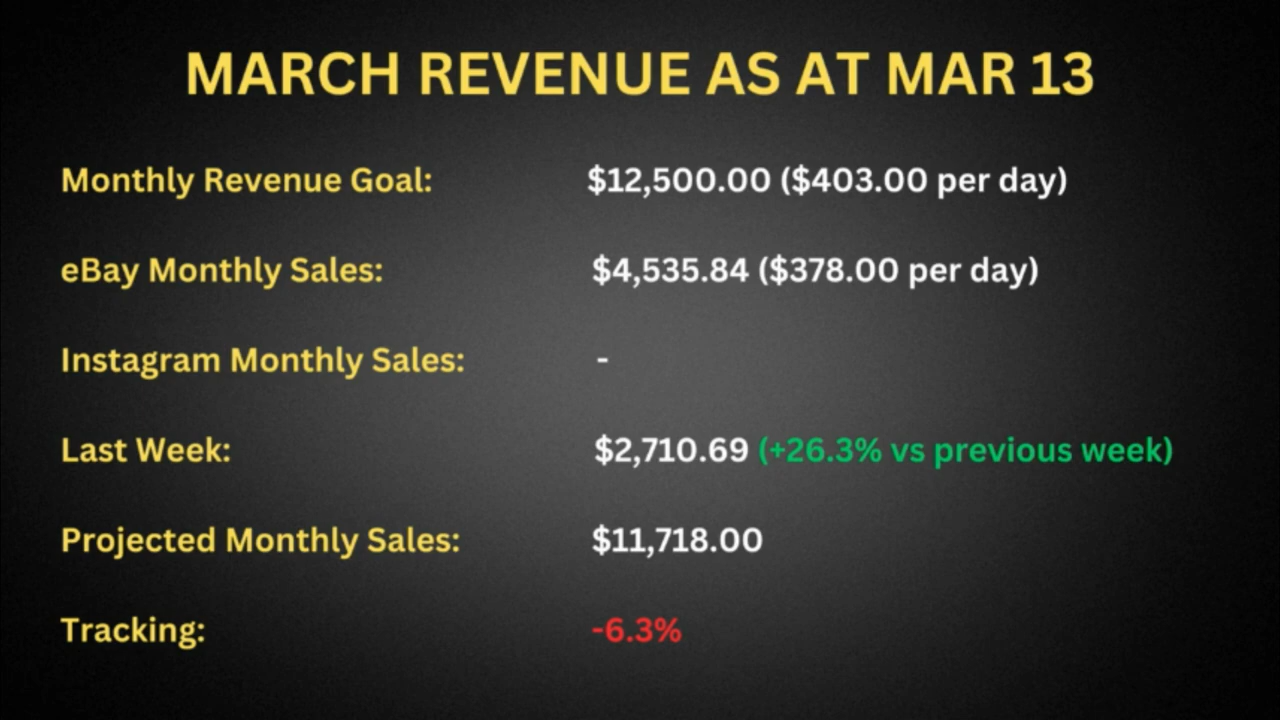 MARCH REVENUE AS AT MAR 13
Monthly Revenue Goal: $12,500.00 ($403.00 per day)
eBay Monthly Sales: $4,535.84 ($378.00 per day)
Instagram Monthly Sales: -
Last Week: $2,710.69 (+26.3% vs previous week)
Projected Monthly Sales: $11,718.00
Tracking: -6.3%